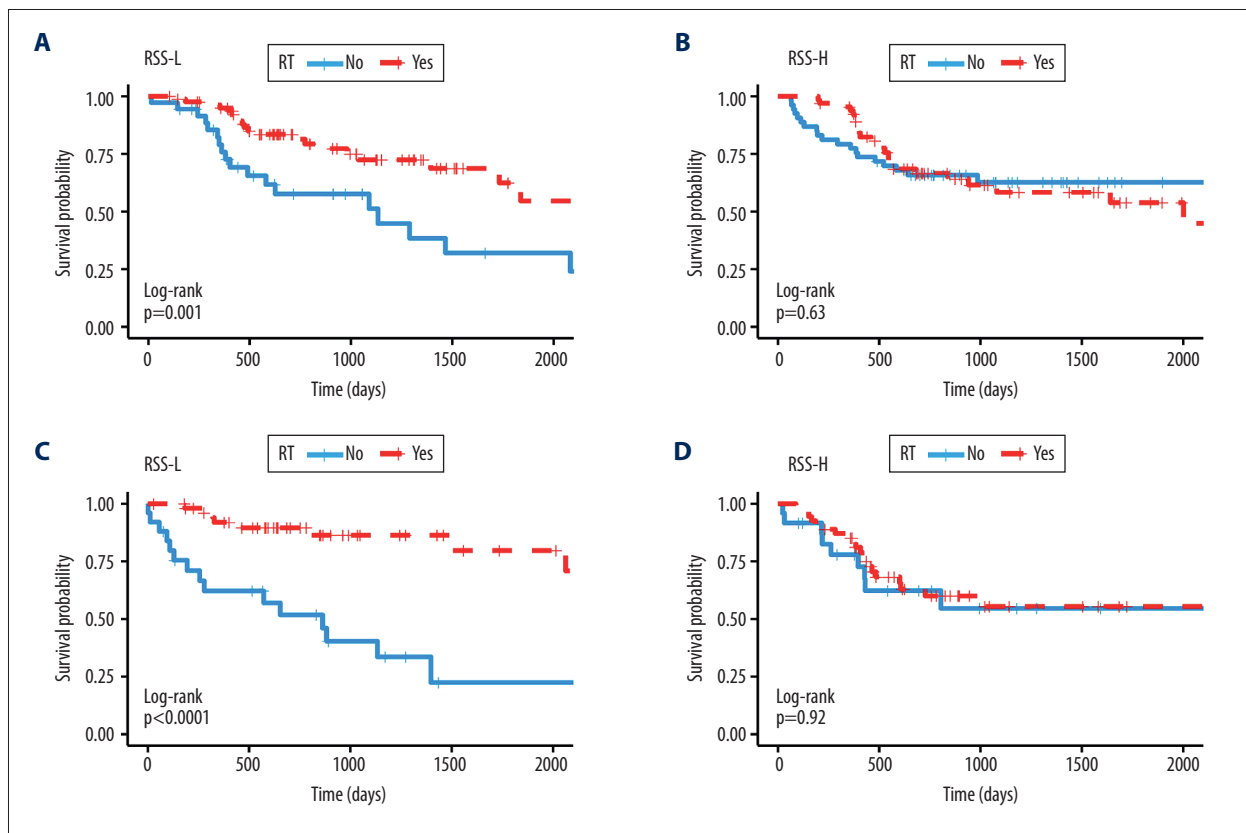 A
RSS-L
RT No Yes
Survival probability
1.00
0.75
0.50
0.25
0.00
Log-rank
p=0.001
0 500 1000 1500 2000
Time (days)
B
RSS-H
RT No Yes
Survival probability
1.00
0.75
0.50
0.25
0.00
Log-rank
p=0.63
0 500 1000 1500 2000
Time (days)
C
RSS-L
RT No Yes
Survival probability
1.00
0.75
0.50
0.25
0.00
Log-rank
p<0.0001
0 500 1000 1500 2000
Time (days)
D
RSS-H
RT No Yes
Survival probability
1.00
0.75
0.50
0.25
0.00
Log-rank
p=0.92
0 500 1000 1500 2000
Time (days)